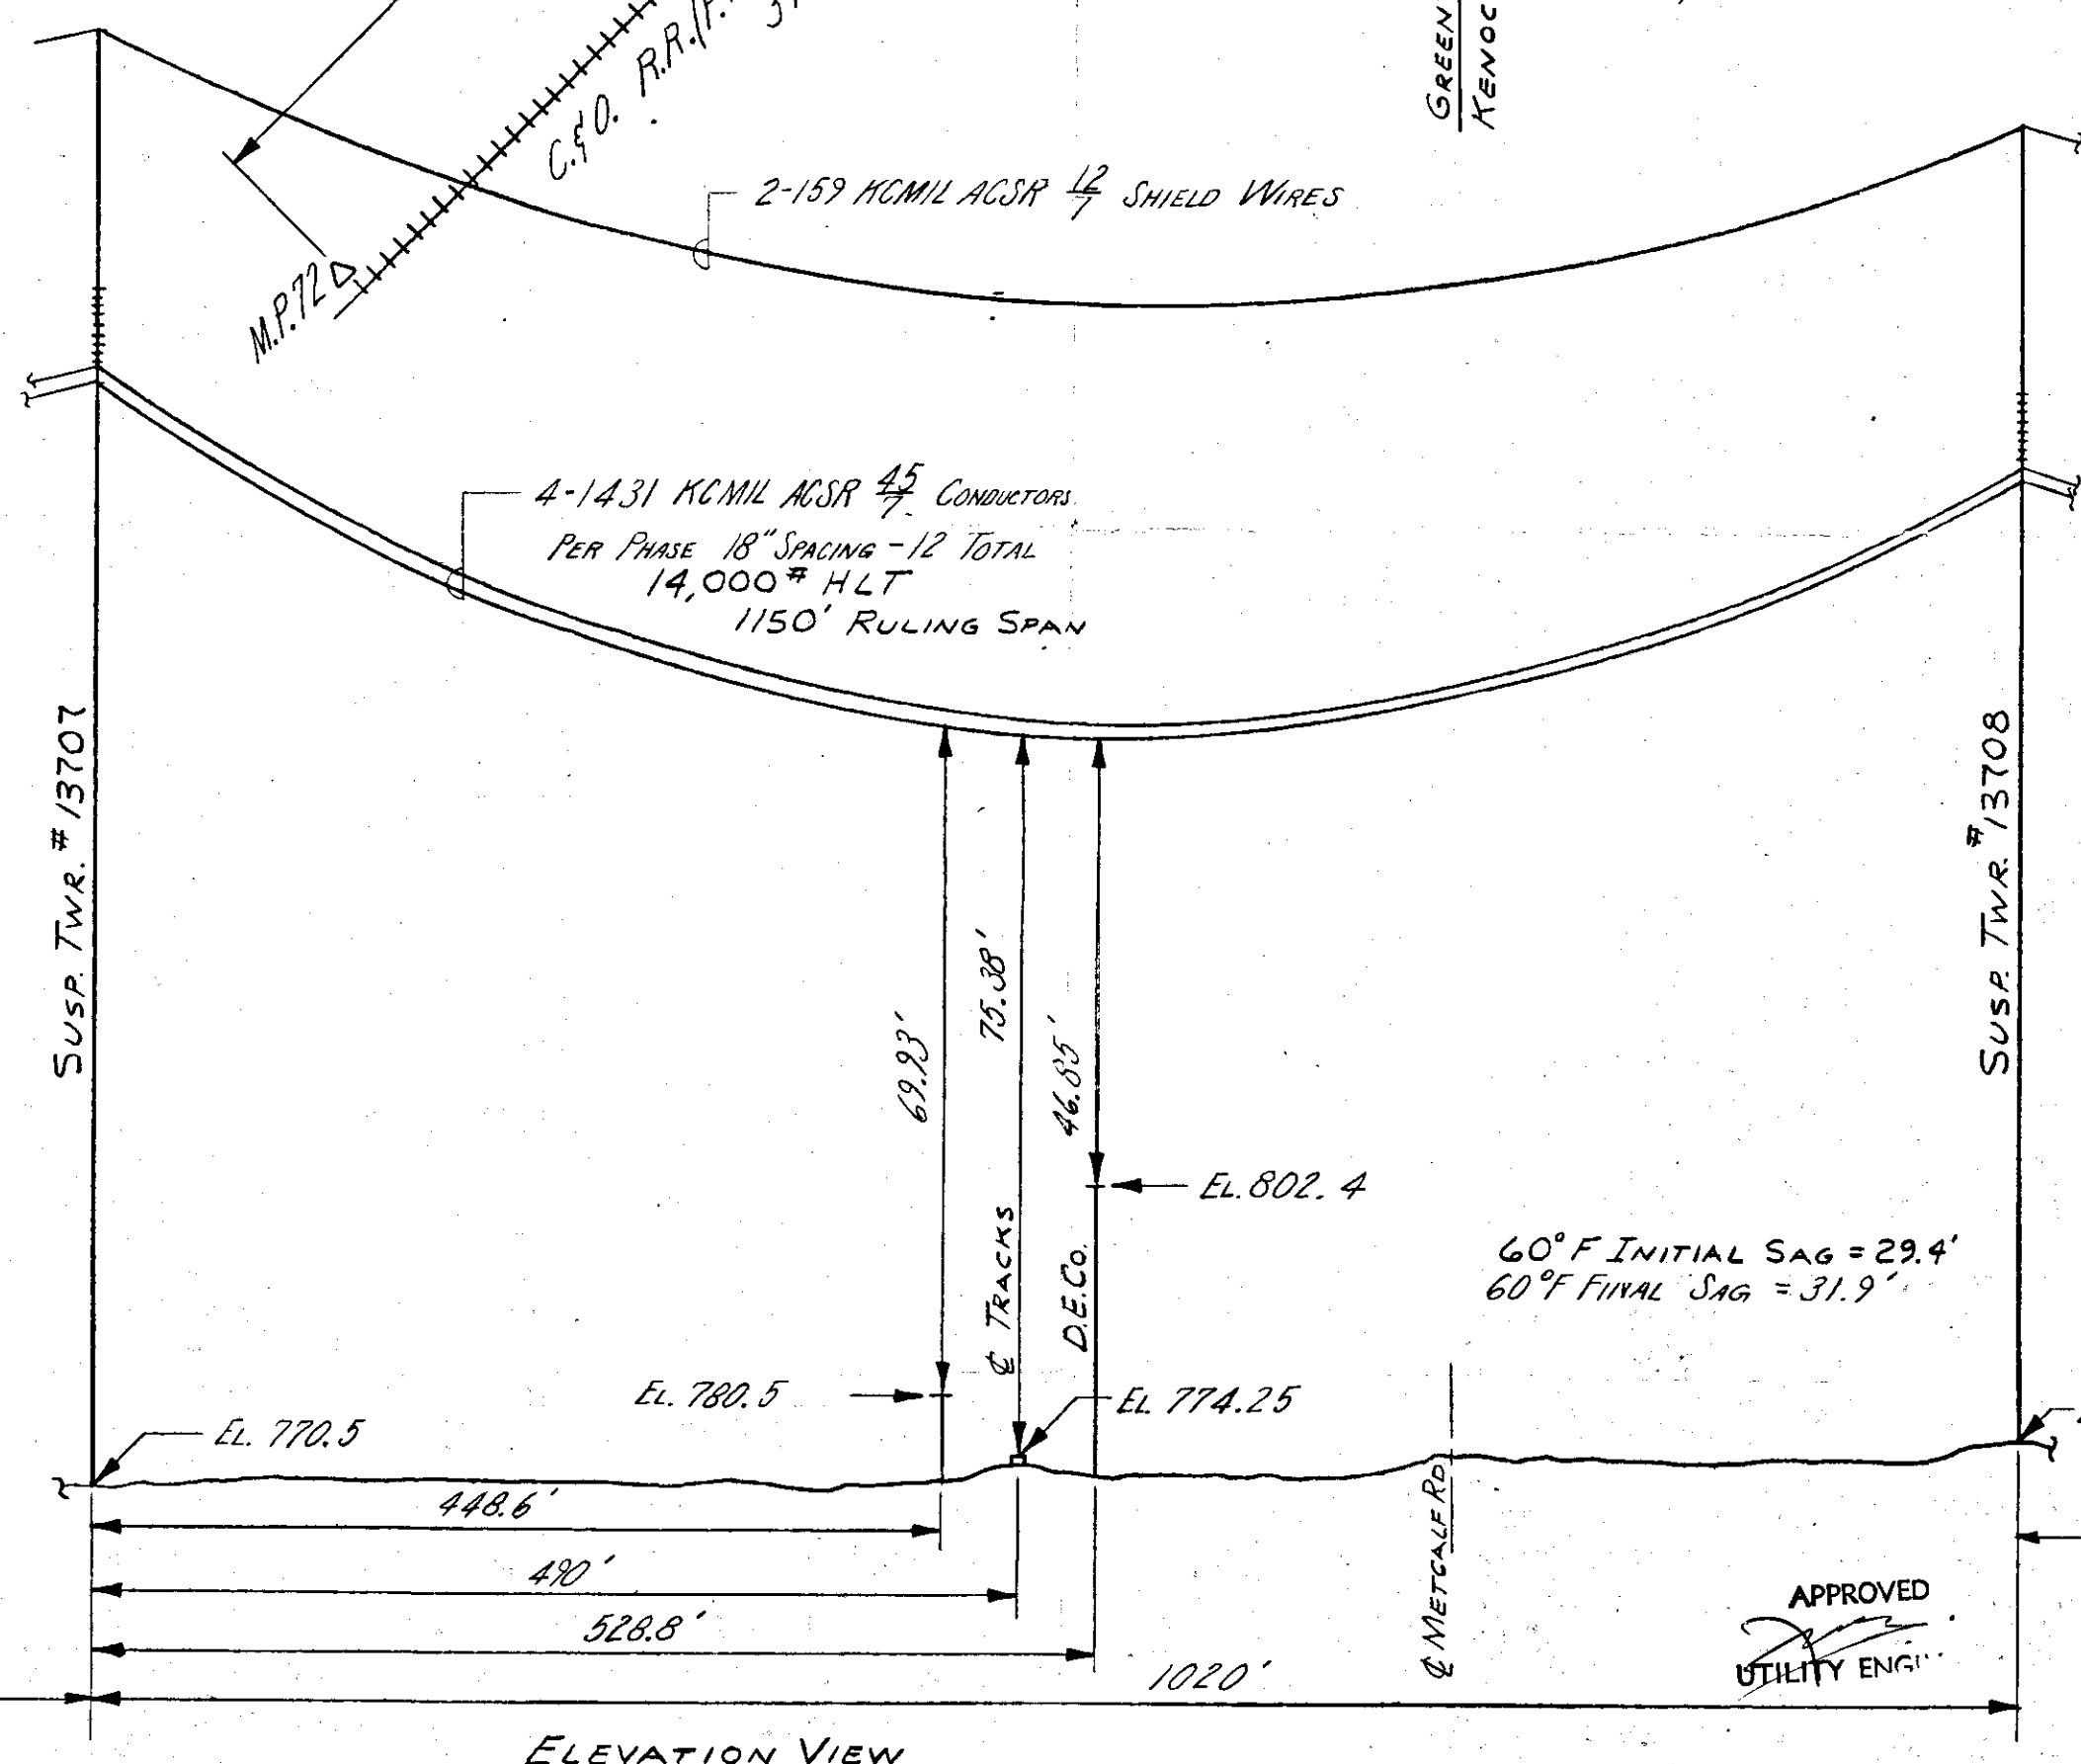 GREEN
KENOC
C.&O. R.R.
M.P.72
2-159 KCMIL ACSR 12/7 SHIELD WIRES
4-1431 KCMIL ACSR 45/7 CONDUCTORS
PER PHASE 18" SPACING - 12 TOTAL
14,000# HLT
1150' RULING SPAN
SUSP. TWR. # 13707
SUSP. TWR. # 13708
69.93'
75.38'
46.85'
℄ TRACKS
D.E.Co.
EL. 802.4
60°F INITIAL SAG = 29.4'
60°F FINAL SAG = 31.9'
EL. 780.5
EL 774.25
EL. 770.5
448.6'
490'
528.8'
1020'
℄ METCALF RD
APPROVED
UTILITY ENGI
ELEVATION VIEW